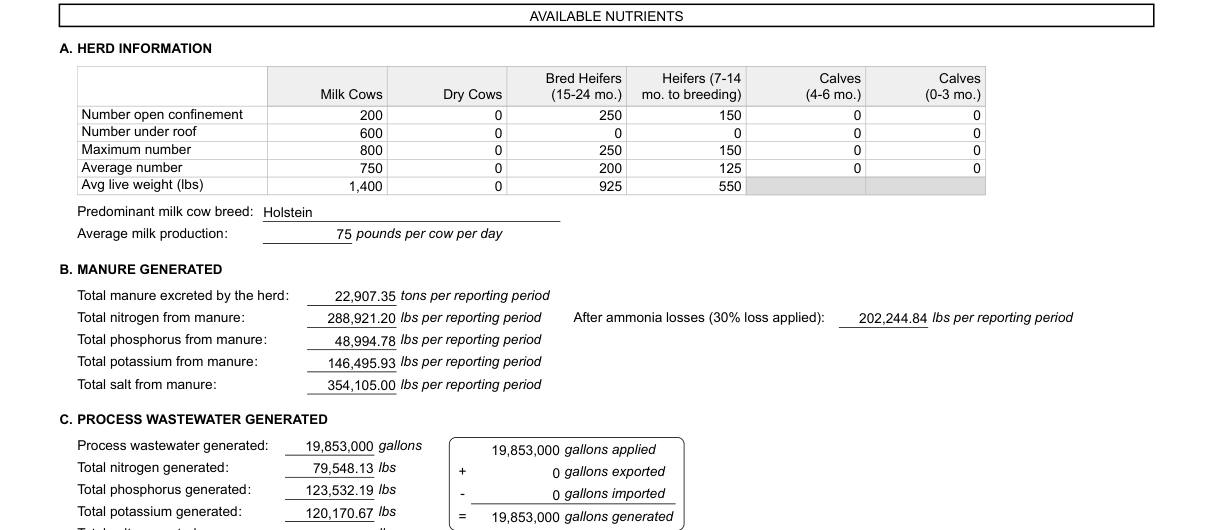 AVAILABLE NUTRIENTS
A. HERD INFORMATION
Milk Cows Dry Cows Bred Heifers (15-24 mo.) Heifers (7-14 mo. to breeding) Calves (4-6 mo.) Calves (0-3 mo.)
Number open confinement 200 0 250 150 0 0
Number under roof 600 0 0 0 0 0
Maximum number 800 0 250 150 0 0
Average number 750 0 200 125 0 0
Avg live weight (lbs) 1,400 0 925 550
Predominant milk cow breed: Holstein
Average milk production: 75 pounds per cow per day
B. MANURE GENERATED
Total manure excreted by the herd: 22,907.35 tons per reporting period
Total nitrogen from manure: 288,921.20 lbs per reporting period After ammonia losses (30% loss applied): 202,244.84 lbs per reporting period
Total phosphorus from manure: 48,994.78 lbs per reporting period
Total potassium from manure: 146,495.93 lbs per reporting period
Total salt from manure: 354,105.00 lbs per reporting period
C. PROCESS WASTEWATER GENERATED
Process wastewater generated: 19,853,000 gallons 19,853,000 gallons applied
Total nitrogen generated: 79,548.13 lbs + 0 gallons exported
Total phosphorus generated: 123,532.19 lbs - 0 gallons imported
Total potassium generated: 120,170.67 lbs = 19,853,000 gallons generated